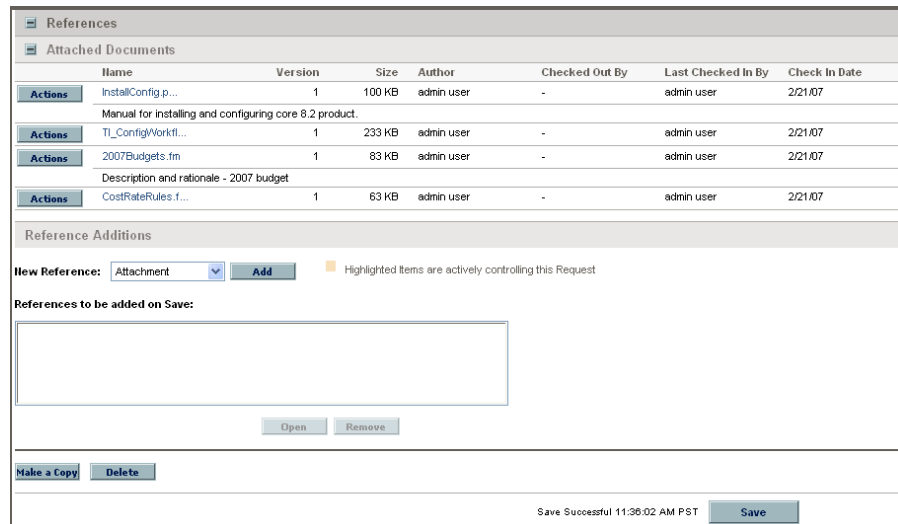 References
Attached Documents
Name Version Size Author Checked Out By Last Checked In By Check In Date
Actions InstallConfig.p... 1 100 KB admin user - admin user 2/21/07
Manual for installing and configuring core 8.2 product.
Actions TI_ConfigWorkfl... 1 233 KB admin user - admin user 2/21/07
Actions 2007Budgets.fm 1 83 KB admin user - admin user 2/21/07
Description and rationale - 2007 budget
Actions CostRateRules.f... 1 63 KB admin user - admin user 2/21/07
Reference Additions
New Reference: Attachment Add Highlighted Items are actively controlling this Request
References to be added on Save:
Open Remove
Make a Copy Delete
Save Successful 11:36:02 AM PST Save